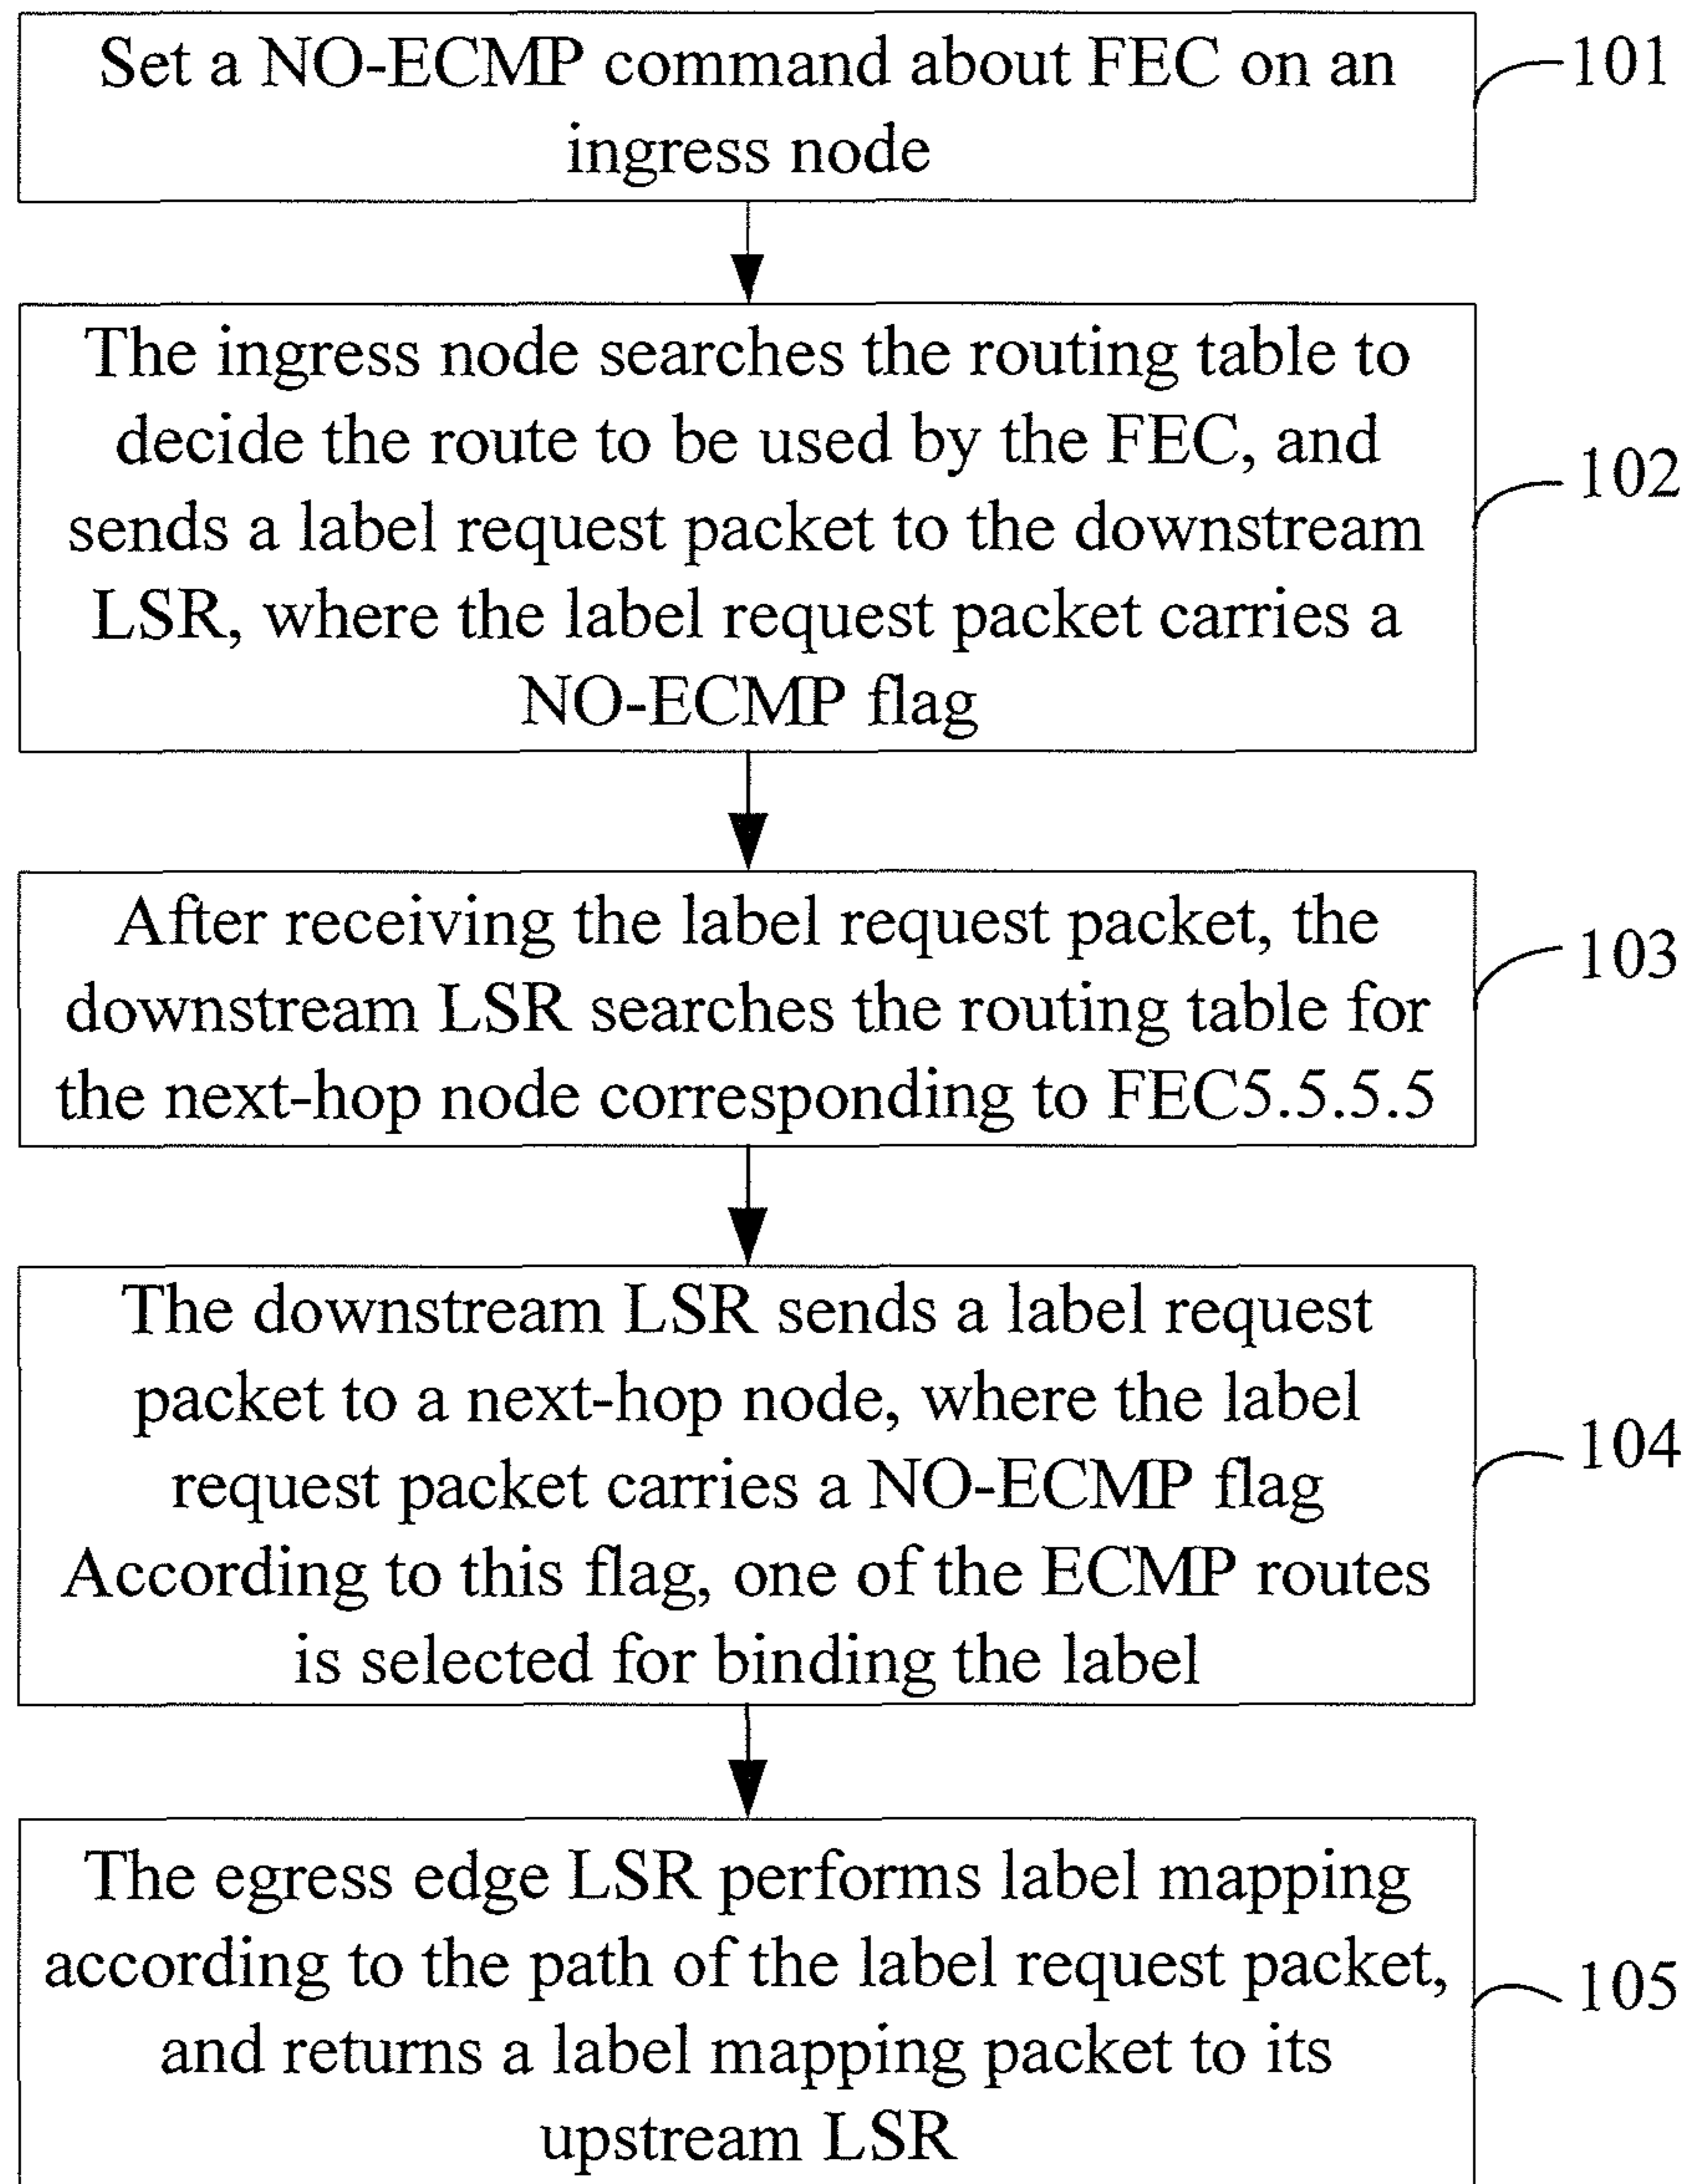 Set a NO-ECMP command about FEC on an
ingress node
101
The ingress node searches the routing table to
decide the route to be used by the FEC, and
sends a label request packet to the downstream
LSR, where the label request packet carries a
NO-ECMP flag
102
After receiving the label request packet, the
downstream LSR searches the routing table for
the next-hop node corresponding to FEC5.5.5.5
103
The downstream LSR sends a label request
packet to a next-hop node, where the label
request packet carries a NO-ECMP flag
According to this flag, one of the ECMP routes
is selected for binding the label
104
The egress edge LSR performs label mapping
according to the path of the label request packet,
and returns a label mapping packet to its
upstream LSR
105